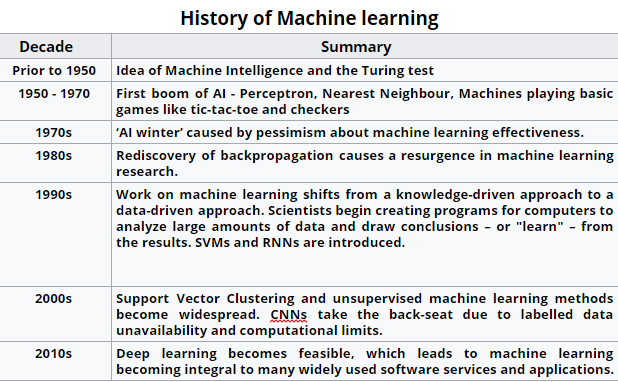 History of Machine learning
Decade Summary
Prior to 1950 Idea of Machine Intelligence and the Turing test
1950 - 1970 First boom of AI - Perceptron, Nearest Neighbour, Machines playing basic
games like tic-tac-toe and checkers
1970s ‘AI winter’ caused by pessimism about machine learning effectiveness.
1980s Rediscovery of backpropagation causes a resurgence in machine learning
research.
1990s Work on machine learning shifts from a knowledge-driven approach to a
data-driven approach. Scientists begin creating programs for computers to
analyze large amounts of data and draw conclusions – or "learn" – from
the results. SVMs and RNNs are introduced.
2000s Support Vector Clustering and unsupervised machine learning methods
become widespread. CNNs take the back-seat due to labelled data
unavailability and computational limits.
2010s Deep learning becomes feasible, which leads to machine learning
becoming integral to many widely used software services and applications.